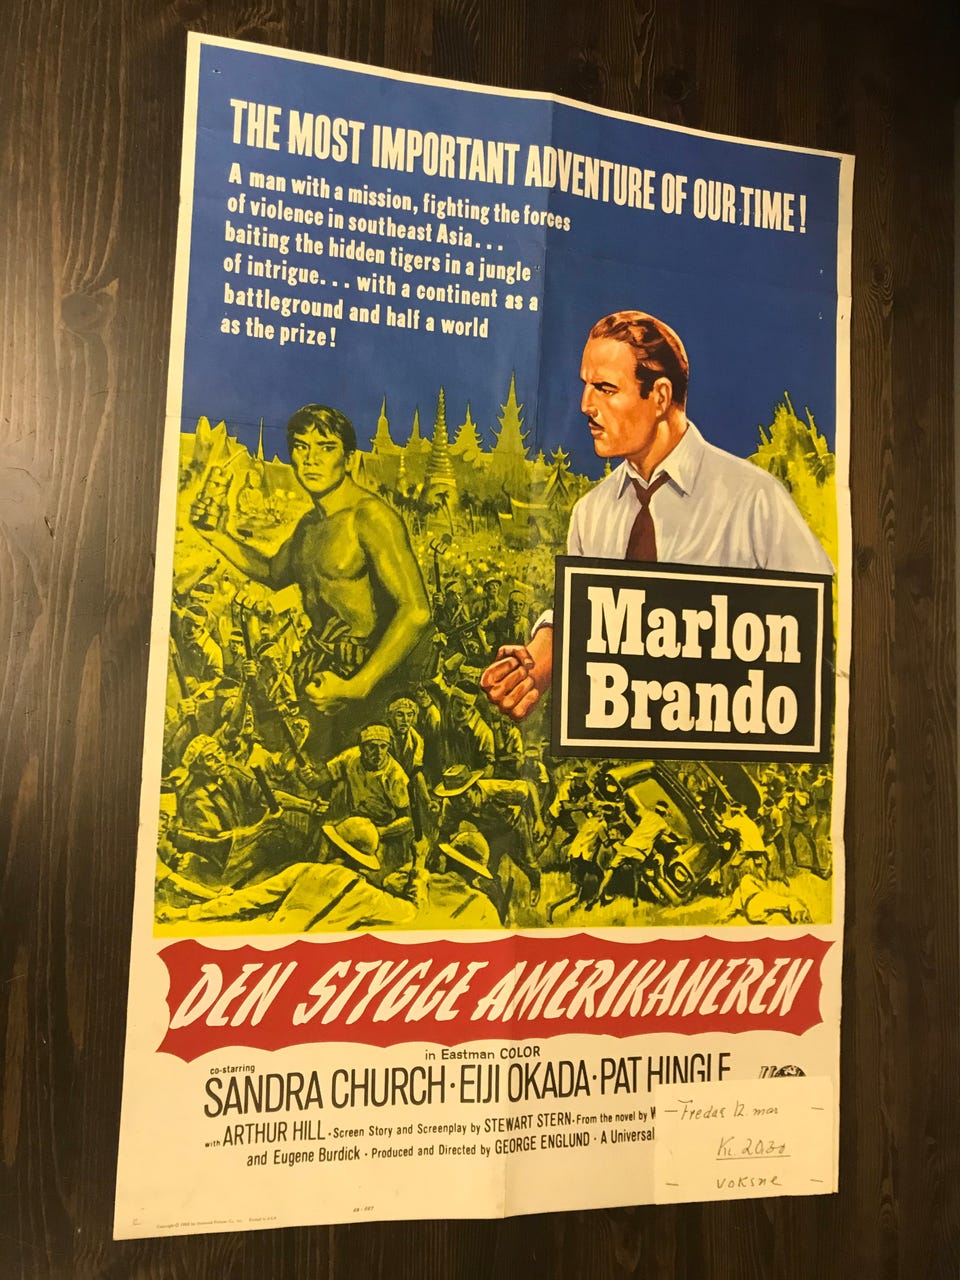 THE MOST IMPORTANT ADVENTURE OF OUR TIME!
A man with a mission, fighting the forces
of violence in southeast Asia...
baiting the hidden tigers in a jungle
of intrigue... with a continent as a
battleground and half a world
as the prize!
Marlon
Brando
DEN STYGGE AMERIKANEREN
in Eastman COLOR
co-starring
SANDRA CHURCH · EIJI OKADA · PAT HINGLE
with ARTHUR HILL · Screen Story and Screenplay by STEWART STERN · From the novel by W
and Eugene Burdick · Produced and Directed by GEORGE ENGLUND · A Universal
– Fredag 12. mar –
Kl. 2030
– voksne –